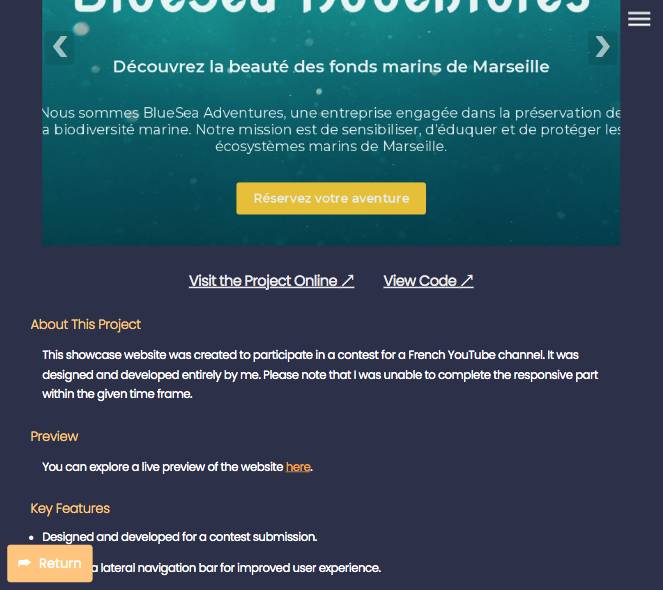 BlueSea Adventures
Découvrez la beauté des fonds marins de Marseille
Nous sommes BlueSea Adventures, une entreprise engagée dans la préservation de
a biodiversité marine. Notre mission est de sensibiliser, d'éduquer et de protéger les
écosystèmes marins de Marseille.
Réservez votre aventure
Visit the Project Online ↗ View Code ↗
About This Project
This showcase website was created to participate in a contest for a French YouTube channel. It was
designed and developed entirely by me. Please note that I was unable to complete the responsive part
within the given time frame.
Preview
You can explore a live preview of the website here.
Key Features
• Designed and developed for a contest submission.
Return
a lateral navigation bar for improved user experience.